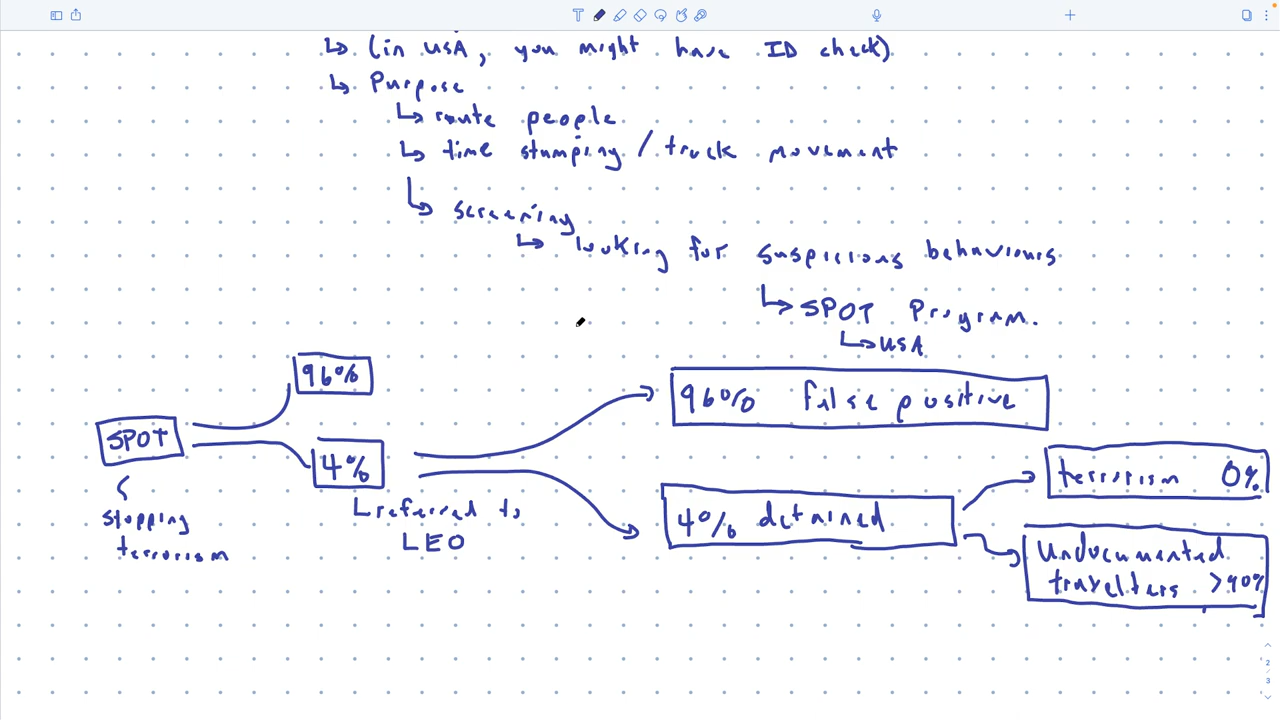 (in USA, you might have ID check)
Purpose
route people
time stamping / track movement
screening
looking for suspicious behaviours
SPOT Program.
USA
96%
96% false positive
SPOT
4%
terrorism 0%.
referred to
LEO
stopping
terrorism
4% detained
Undocumented
travellers >90%
2
3